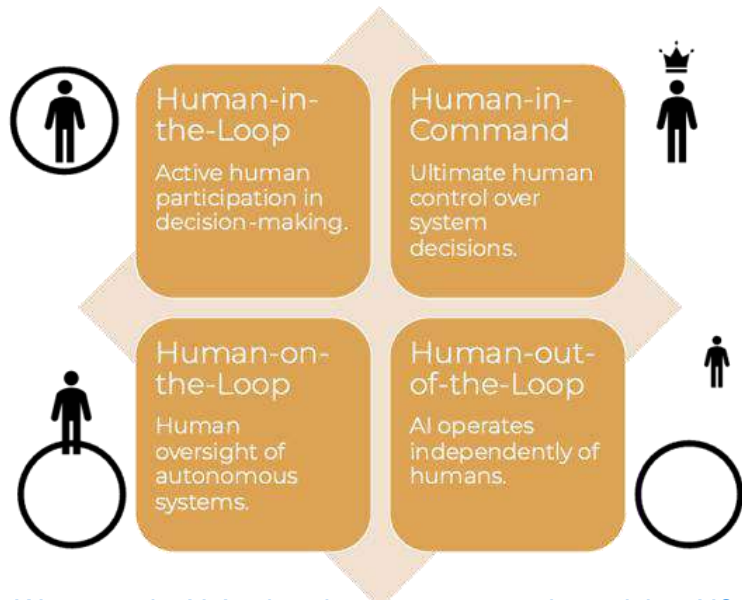 Human-in-
the-Loop
Active human
participation in
decision-making.
Human-in-
Command
Ultimate human
control over
system
decisions.
Human-on-
the-Loop
Human
oversight of
autonomous
systems.
Human-out-
of-the-Loop
AI operates
independently of
humans.